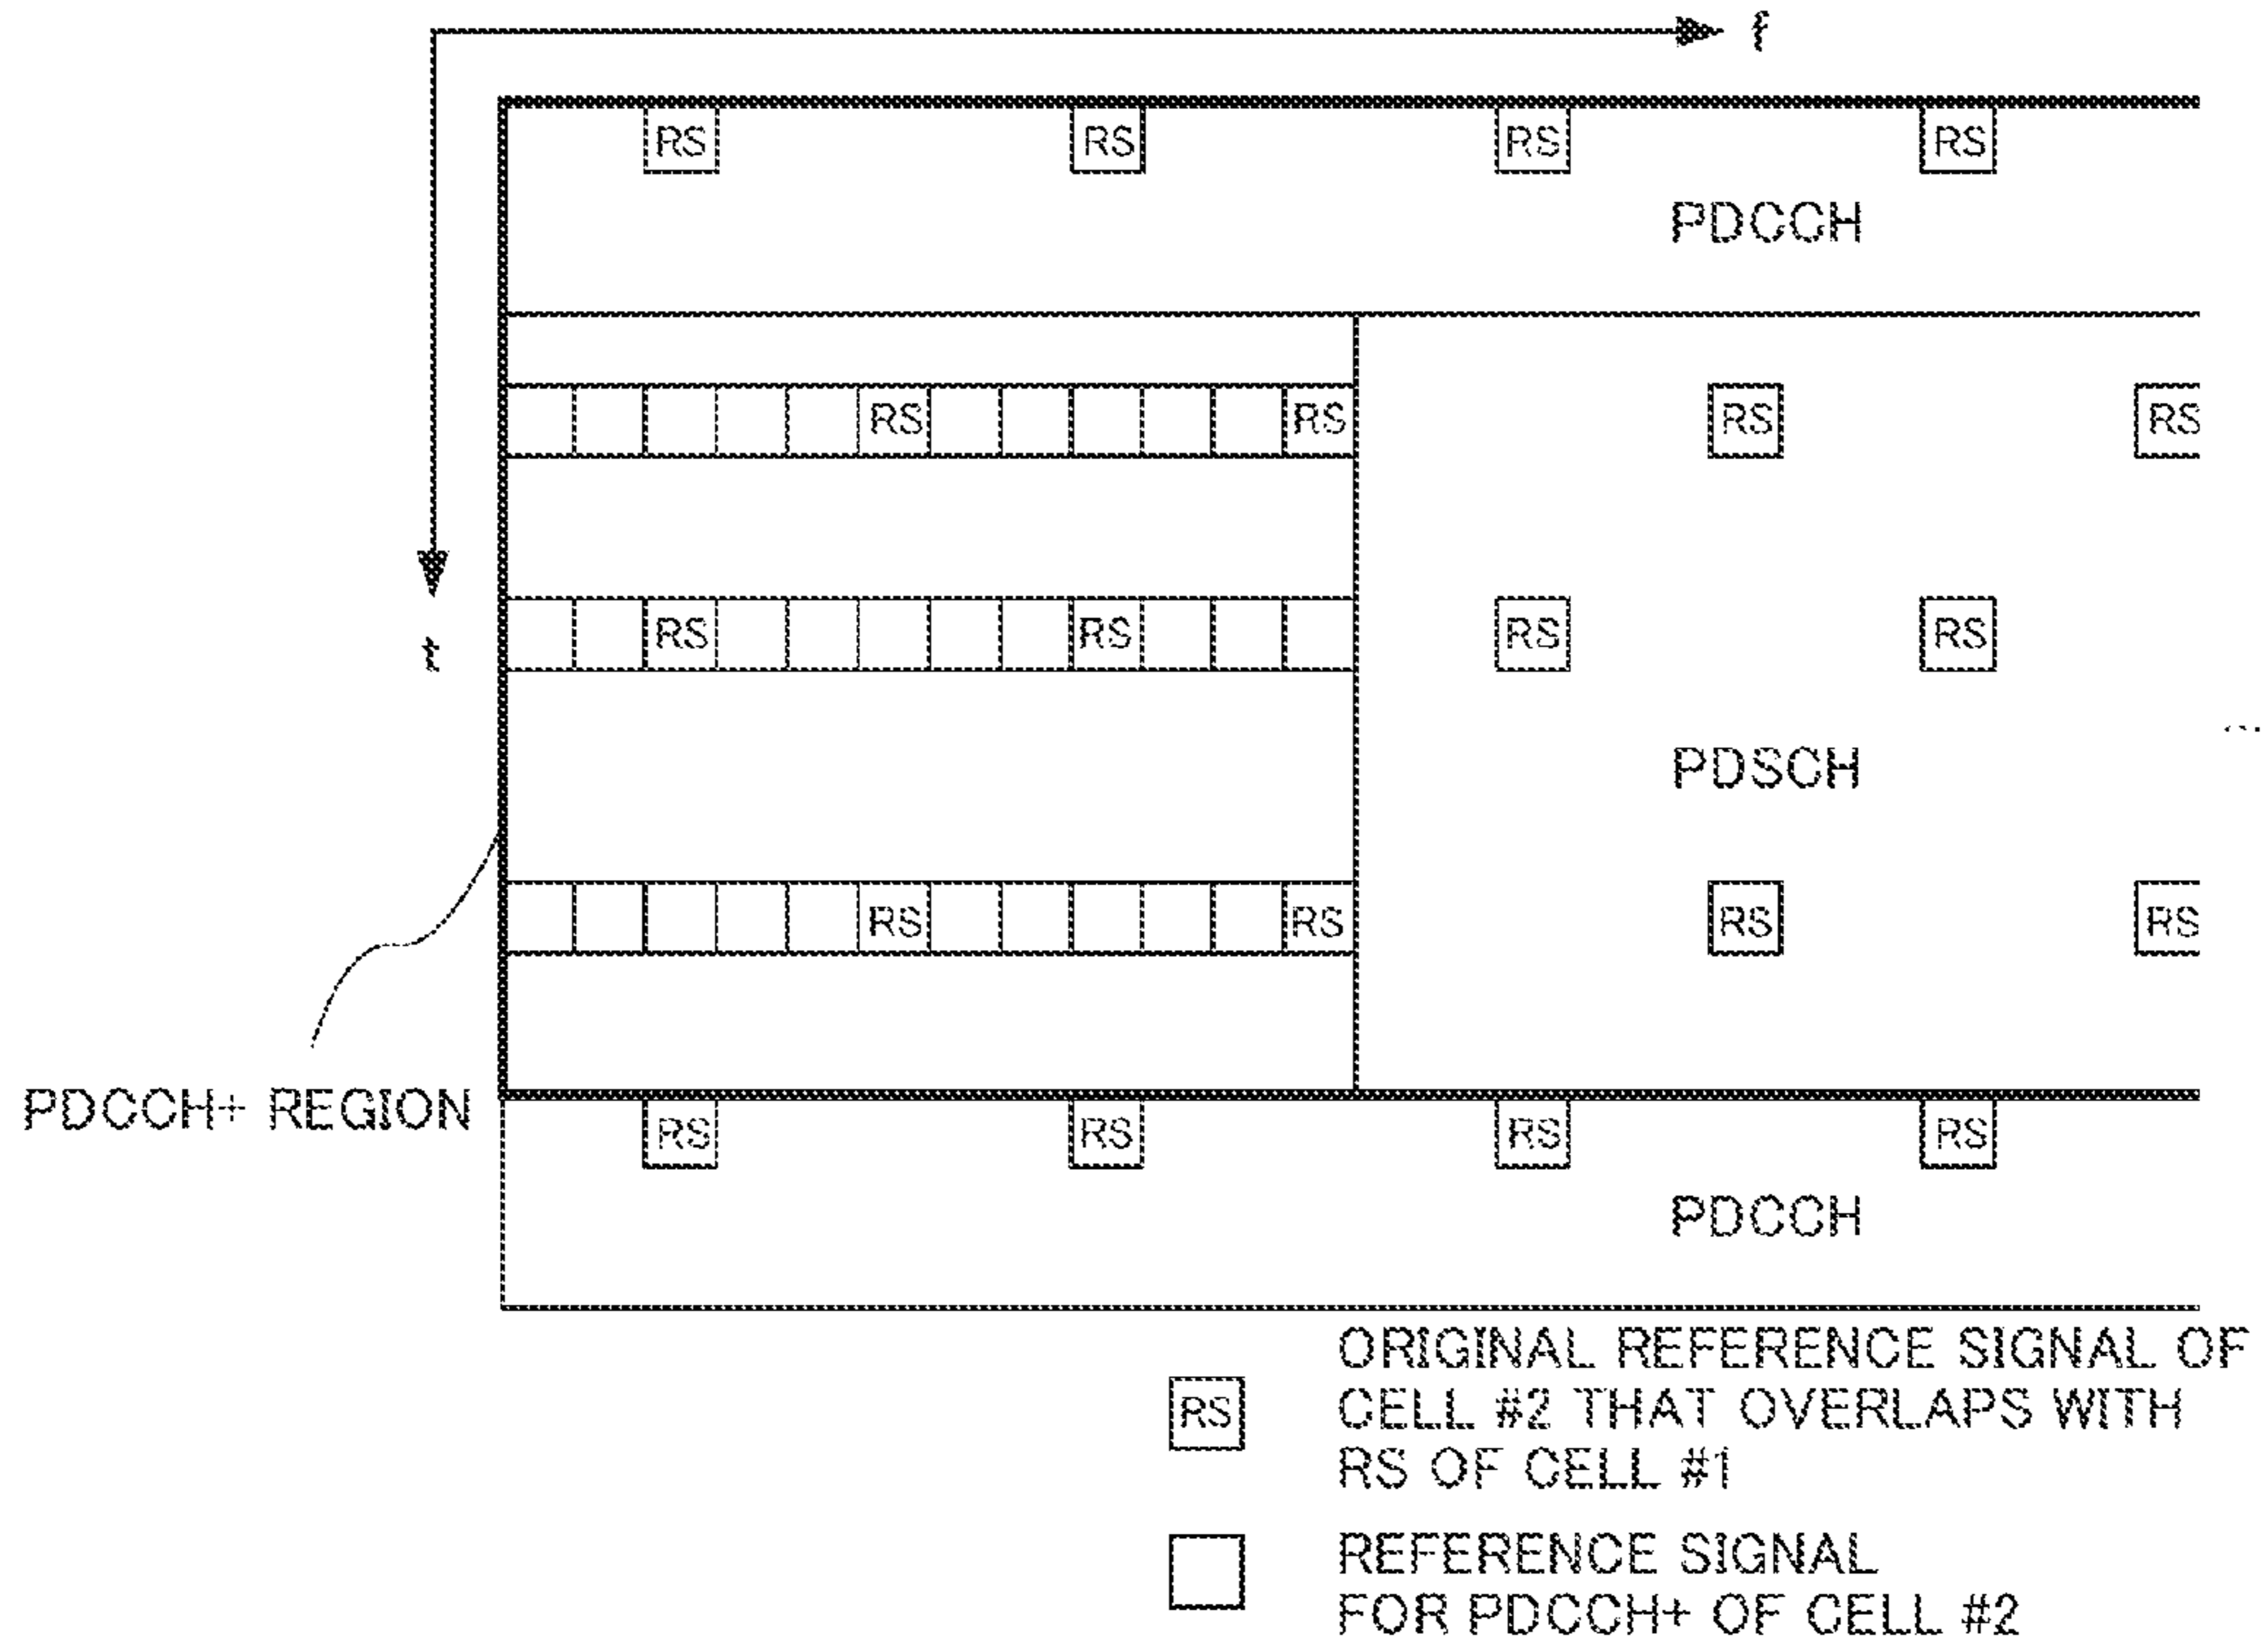 f
RS RS RS RS
PDCCH
RS RS RS RS
RS RS RS RS
t
PDSCH
...
RS RS RS RS
PDCCH+ REGION
RS RS RS RS
PDCCH
RS
ORIGINAL REFERENCE SIGNAL OF
CELL #2 THAT OVERLAPS WITH
RS OF CELL #1
REFERENCE SIGNAL
FOR PDCCH+ OF CELL #2